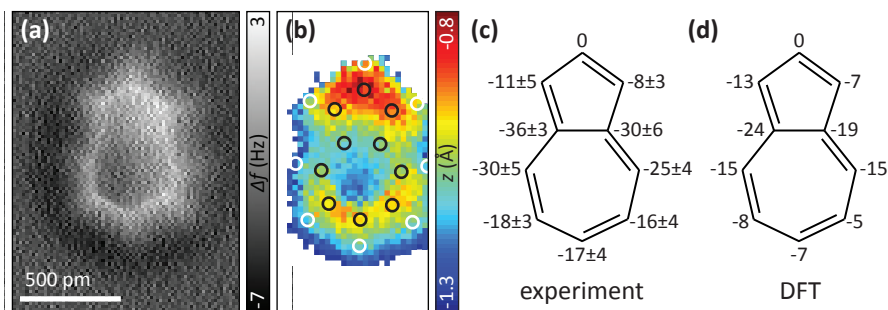 (a)
500 pm
3
Δf (Hz)
-7
(b)
-0.8
z (Å)
-1.3
(c)
0
-11±5
-8±3
-36±3
-30±6
-30±5
-25±4
-18±3
-16±4
-17±4
experiment
(d)
0
-13
-7
-24
-19
-15
-15
-8
-5
-7
DFT